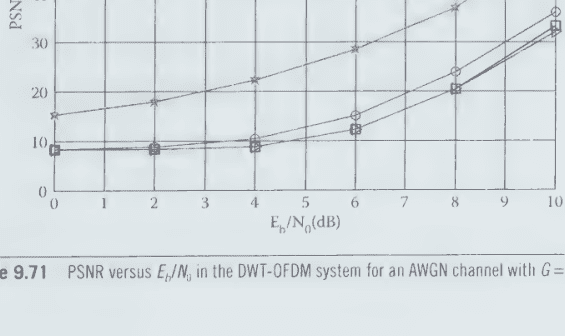 PSN
30
20
10
0
0 1 2 3 4 5 6 7 8 9 10
E_b/N_0(dB)
e 9.71 PSNR versus E_b/N_0 in the DWT-OFDM system for an AWGN channel with G =